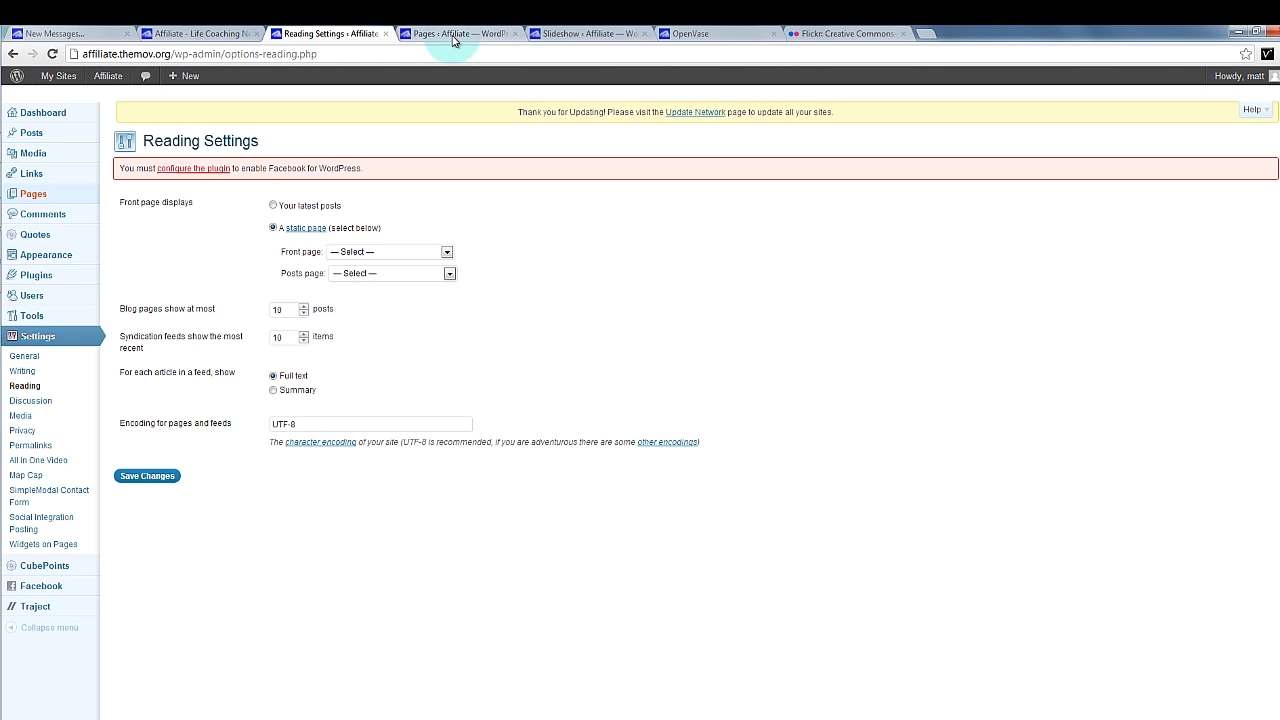 New Messages...
Affiliate - Life Coaching N
Reading Settings ‹ Affiliate
Pages ‹ Affiliate — WordPr
Slideshow ‹ Affiliate — Wo
OpenVase
Flickr: Creative Commons
affiliate.themov.org/wp-admin/options-reading.php
My Sites
Affiliate
+ New
Howdy, matt
Thank you for Updating! Please visit the Update Network page to update all your sites.
Help
Dashboard
Posts
Media
Links
Pages
Comments
Quotes
Appearance
Plugins
Users
Tools
Settings
General
Writing
Reading
Discussion
Media
Privacy
Permalinks
All in One Video
Map Cap
SimpleModal Contact
Form
Social Integration
Posting
Widgets on Pages
CubePoints
Facebook
Traject
Collapse menu
Reading Settings
You must configure the plugin to enable Facebook for WordPress.
Front page displays
Your latest posts
A static page (select below)
Front page: — Select —
Posts page: — Select —
Blog pages show at most
10 posts
Syndication feeds show the most
recent
10 items
For each article in a feed, show
Full text
Summary
Encoding for pages and feeds
UTF-8
The character encoding of your site (UTF-8 is recommended, if you are adventurous there are some other encodings)
Save Changes